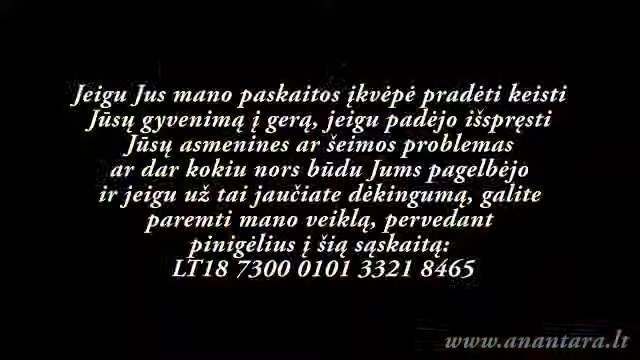 Jeigu Jus mano paskaitos įkvėpė pradėti keisti
Jūsų gyvenimą į gerą, jeigu padėjo išspręsti
Jūsų asmenines ar šeimos problemas
ar dar kokiu nors būdu Jums pagelbėjo
ir jeigu už tai jaučiate dėkingumą, galite
paremti mano veiklą, pervedant
pinigėlius į šią sąskaitą:
LT18 7300 0101 3321 8465
www.anantara.lt